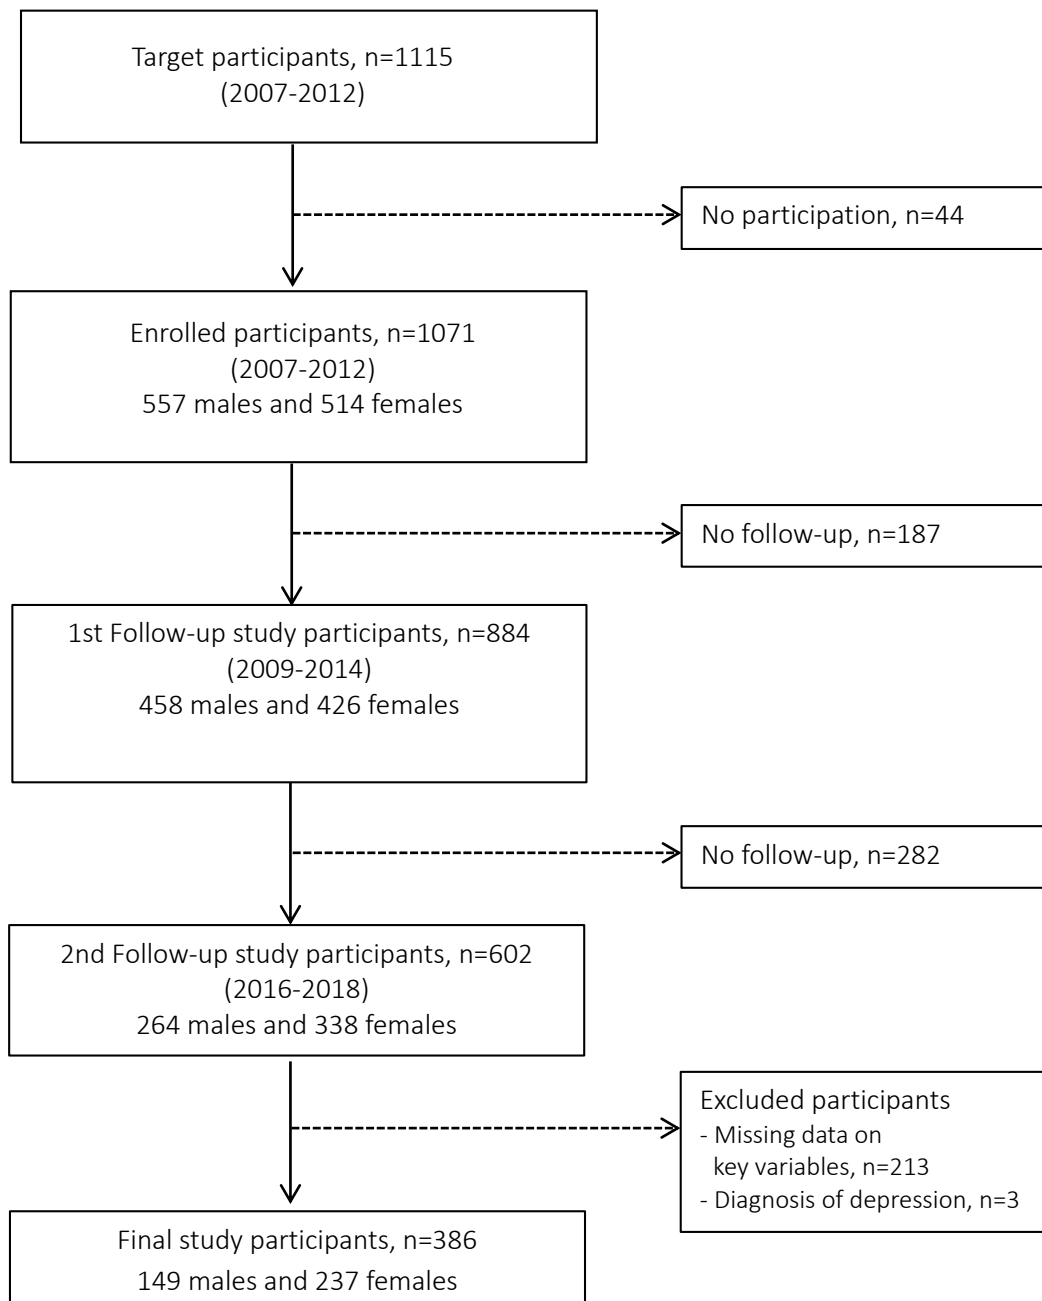 Target participants, n=1115
(2007-2012)
No participation, n=44
Enrolled participants, n=1071
(2007-2012)
557 males and 514 females
No follow-up, n=187
1st Follow-up study participants, n=884
(2009-2014)
458 males and 426 females
No follow-up, n=282
2nd Follow-up study participants, n=602
(2016-2018)
264 males and 338 females
Excluded participants
- Missing data on
key variables, n=213
- Diagnosis of depression, n=3
Final study participants, n=386
149 males and 237 females